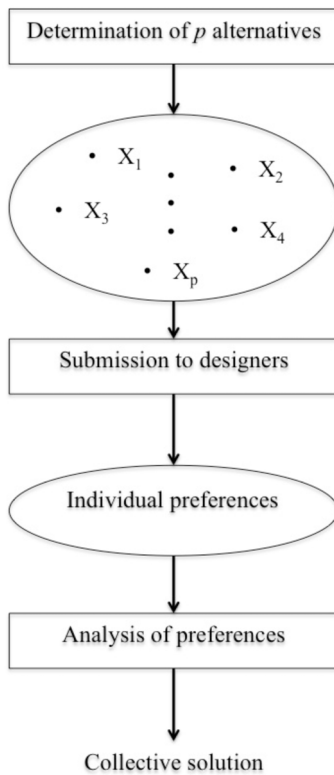 Determination of p alternatives
X₁
X₂
X₃
X₄
Xₚ
Submission to designers
Individual preferences
Analysis of preferences
Collective solution